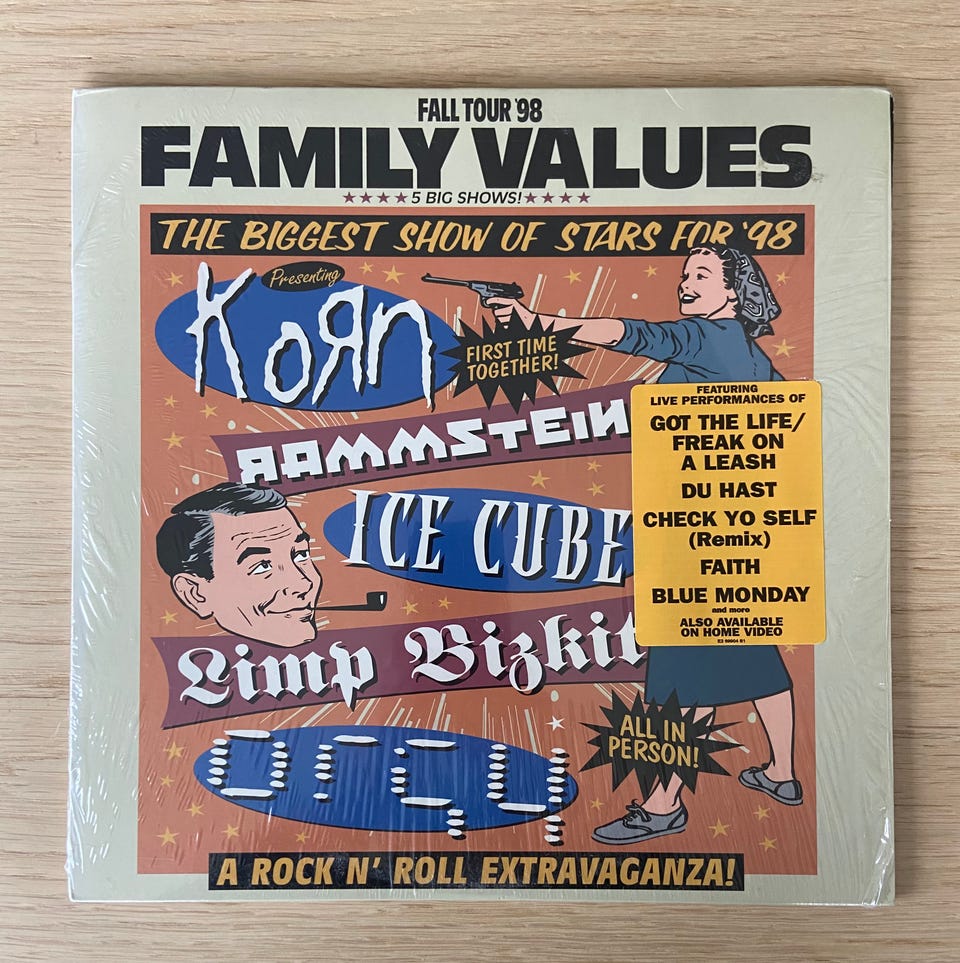 FALL TOUR '98
FAMILY VALUES
★★★★ 5 BIG SHOWS! ★★★★
THE BIGGEST SHOW OF STARS FOR '98
Presenting
KoЯn
FIRST TIME
TOGETHER!
RAMMSTEIN
ICE CUBE
Limp Bizkit
orgy
FEATURING
LIVE PERFORMANCES OF
GOT THE LIFE/
FREAK ON
A LEASH
DU HAST
CHECK YO SELF
(Remix)
FAITH
BLUE MONDAY
and more
ALSO AVAILABLE
ON HOME VIDEO
ALL IN
PERSON!
A ROCK N' ROLL EXTRAVAGANZA!